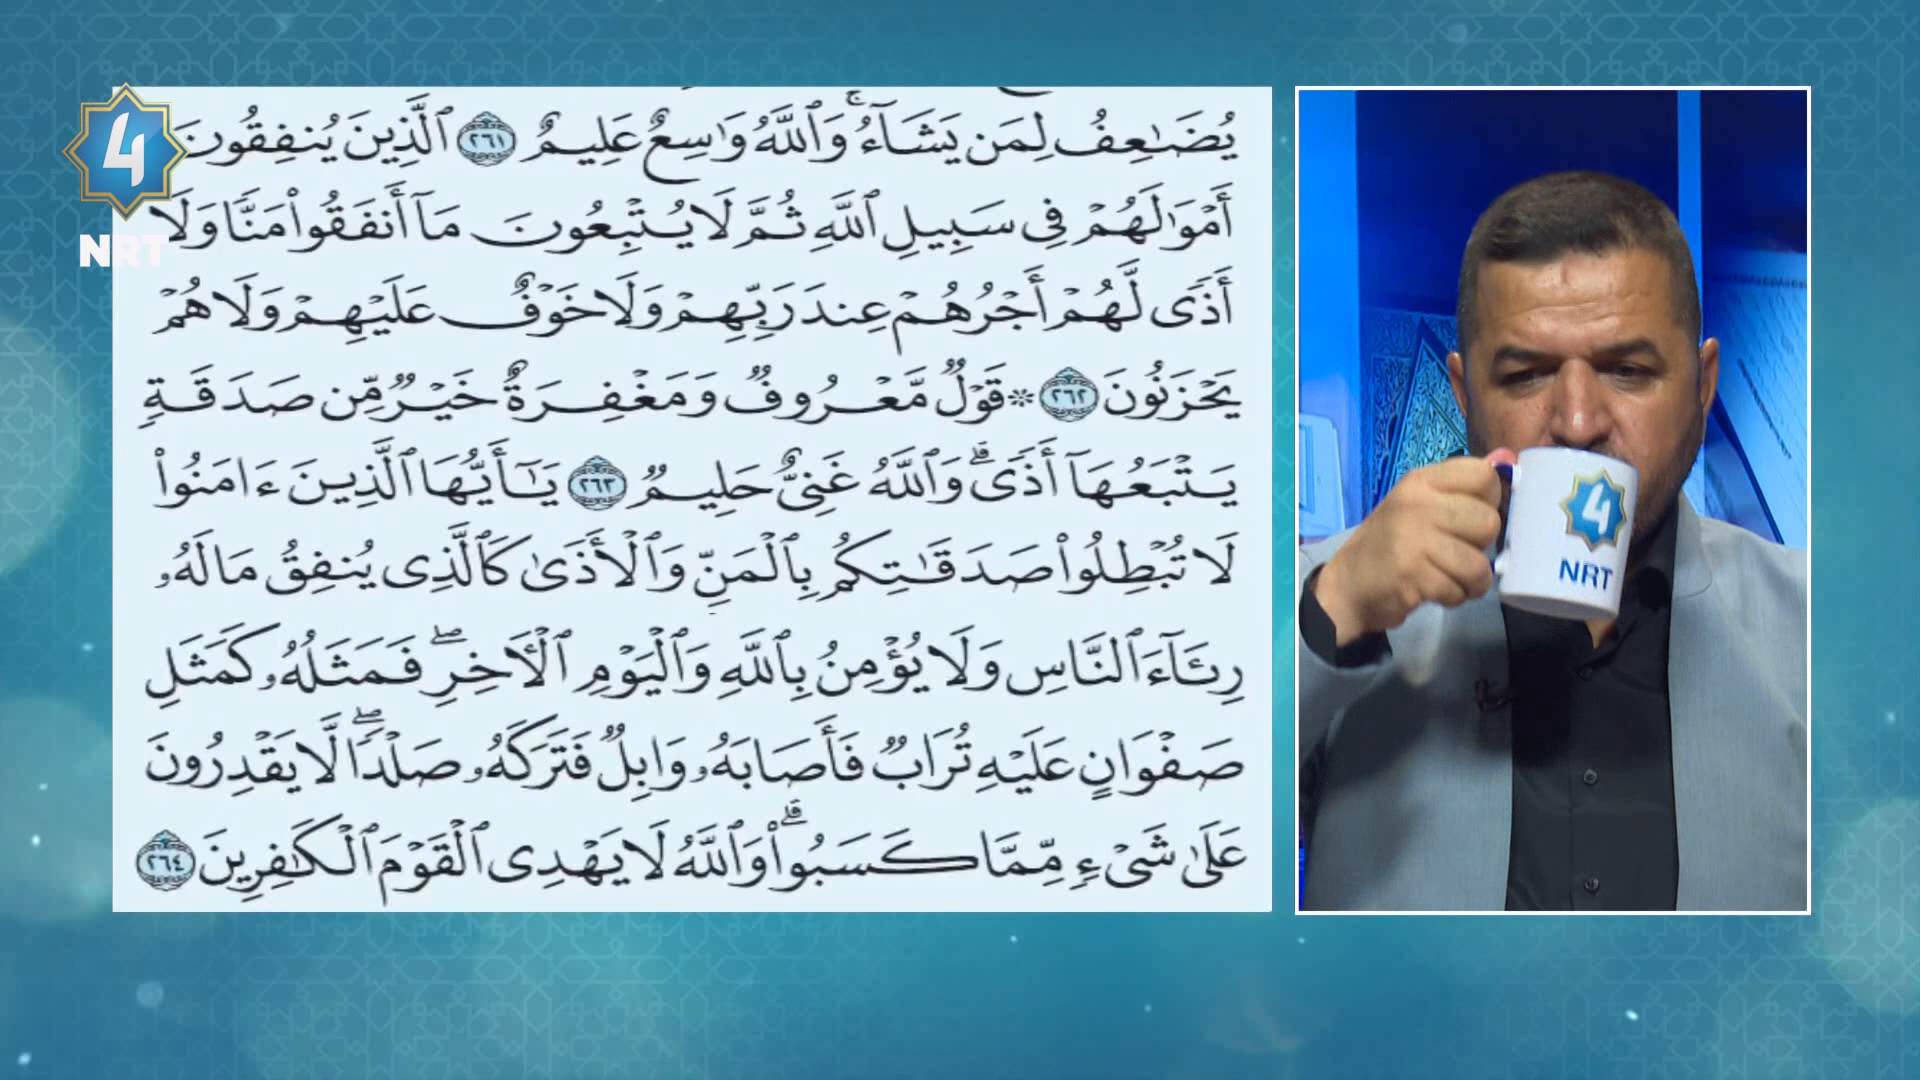 يُضَٰعِفُ لِمَن يَشَآءُۚ وَٱللَّهُ وَٰسِعٌ عَلِيمٌ ٢٦١ ٱلَّذِينَ يُنفِقُونَ
أَمْوَٰلَهُمْ فِى سَبِيلِ ٱللَّهِ ثُمَّ لَا يُتْبِعُونَ مَآ أَنفَقُوا۟ مَنًّا وَلَآ
أَذًى لَّهُمْ أَجْرُهُمْ عِندَ رَبِّهِمْ وَلَا خَوْفٌ عَلَيْهِمْ وَلَا هُمْ
يَحْزَنُونَ ٢٦٢ ۞ قَوْلٌ مَّعْرُوفٌ وَمَغْفِرَةٌ خَيْرٌ مِّن صَدَقَةٍ
يَتْبَعُهَآ أَذًىۗ وَٱللَّهُ غَنِىٌّ حَلِيمٌ ٢٦٣ يَٰٓأَيُّهَا ٱلَّذِينَ ءَامَنُوا۟
لَا تُبْطِلُوا۟ صَدَقَٰتِكُم بِٱلْمَنِّ وَٱلْأَذَىٰ كَٱلَّذِى يُنفِقُ مَالَهُۥ
رِئَآءَ ٱلنَّاسِ وَلَا يُؤْمِنُ بِٱللَّهِ وَٱلْيَوْمِ ٱلْءَاخِرِۖ فَمَثَلُهُۥ كَمَثَلِ
صَفْوَانٍ عَلَيْهِ تُرَابٌ فَأَصَابَهُۥ وَابِلٌ فَتَرَكَهُۥ صَلْدًاۖ لَّا يَقْدِرُونَ
عَلَىٰ شَىْءٍ مِّمَّا كَسَبُوا۟ۗ وَٱللَّهُ لَا يَهْدِى ٱلْقَوْمَ ٱلْكَٰفِرِينَ ٢٦٤
4
NRT
4
NRT